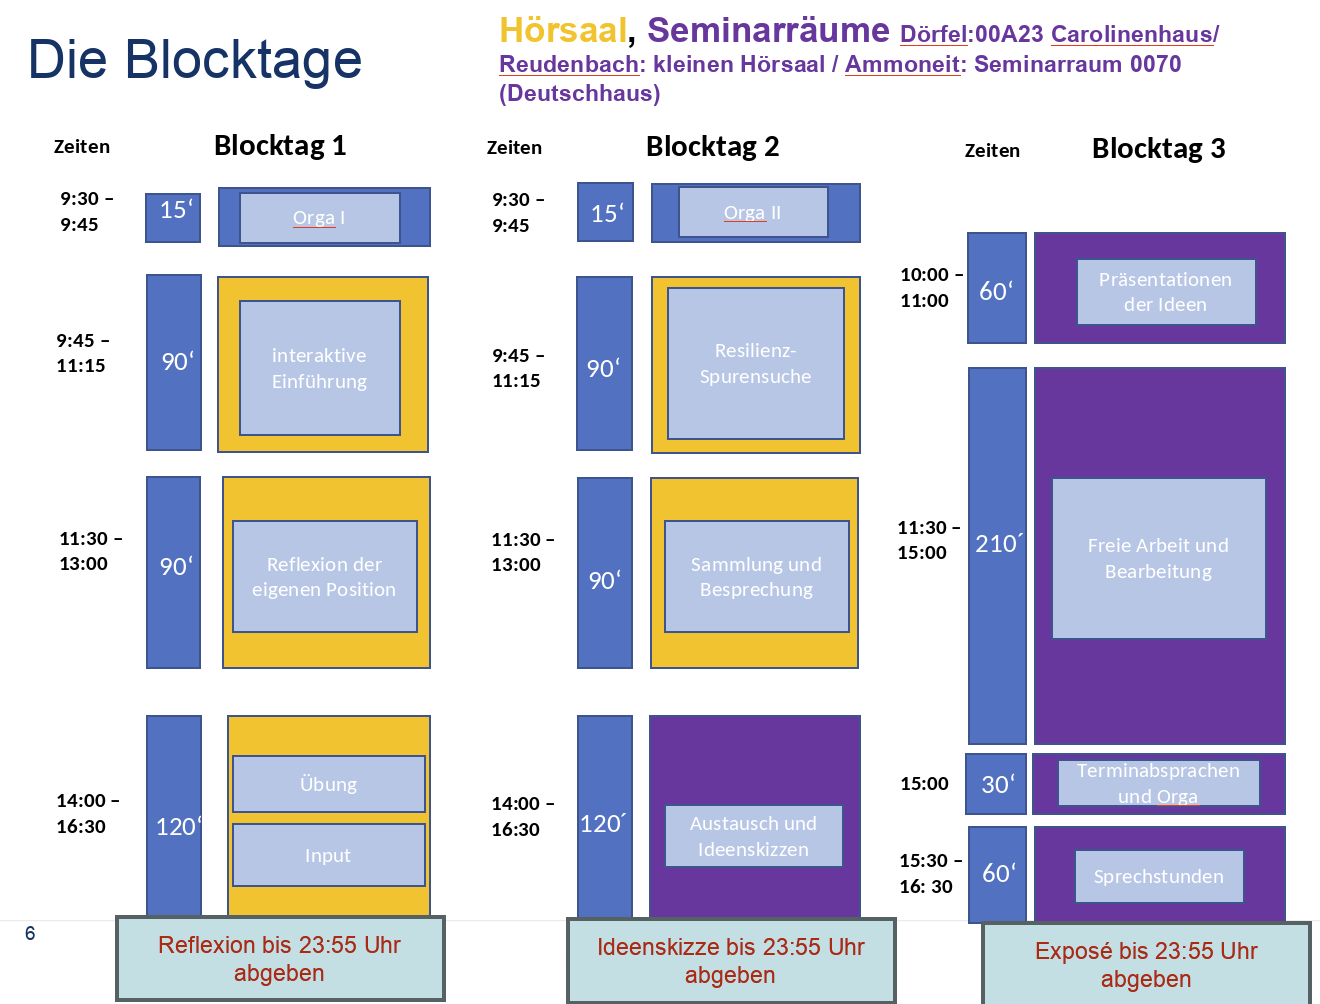 Die Blocktage
Hörsaal, Seminarräume Dörfel:00A23 Carolinenhaus/
Reudenbach: kleinen Hörsaal / Ammoneit: Seminarraum 0070
(Deutschhaus)
Zeiten
Blocktag 1
9:30 –
9:45
15‘
Orga I
9:45 –
11:15
90‘
interaktive
Einführung
11:30 –
13:00
90‘
Reflexion der
eigenen Position
14:00 –
16:30
120‘
Übung
Input
Reflexion bis 23:55 Uhr
abgeben
Zeiten
Blocktag 2
9:30 –
9:45
15‘
Orga II
9:45 –
11:15
90‘
Resilienz-
Spurensuche
11:30 –
13:00
90‘
Sammlung und
Besprechung
14:00 –
16:30
120´
Austausch und
Ideenskizzen
Ideenskizze bis 23:55 Uhr
abgeben
Zeiten
Blocktag 3
10:00 –
11:00
60‘
Präsentationen
der Ideen
11:30 –
15:00
210´
Freie Arbeit und
Bearbeitung
15:00
30‘
Terminabsprachen
und Orga
15:30 –
16: 30
60‘
Sprechstunden
Exposé bis 23:55 Uhr
abgeben
6